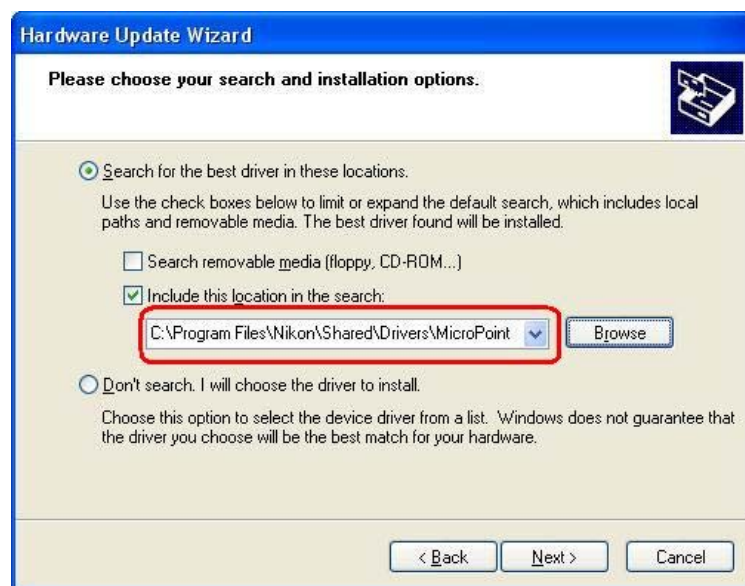 Hardware Update Wizard
Please choose your search and installation options.
Search for the best driver in these locations.
Use the check boxes below to limit or expand the default search, which includes local
paths and removable media. The best driver found will be installed.
Search removable media (floppy, CD-ROM...)
Include this location in the search:
C:\Program Files\Nikon\Shared\Drivers\MicroPoint
Browse
Don't search. I will choose the driver to install.
Choose this option to select the device driver from a list. Windows does not guarantee that
the driver you choose will be the best match for your hardware.
< Back Next > Cancel